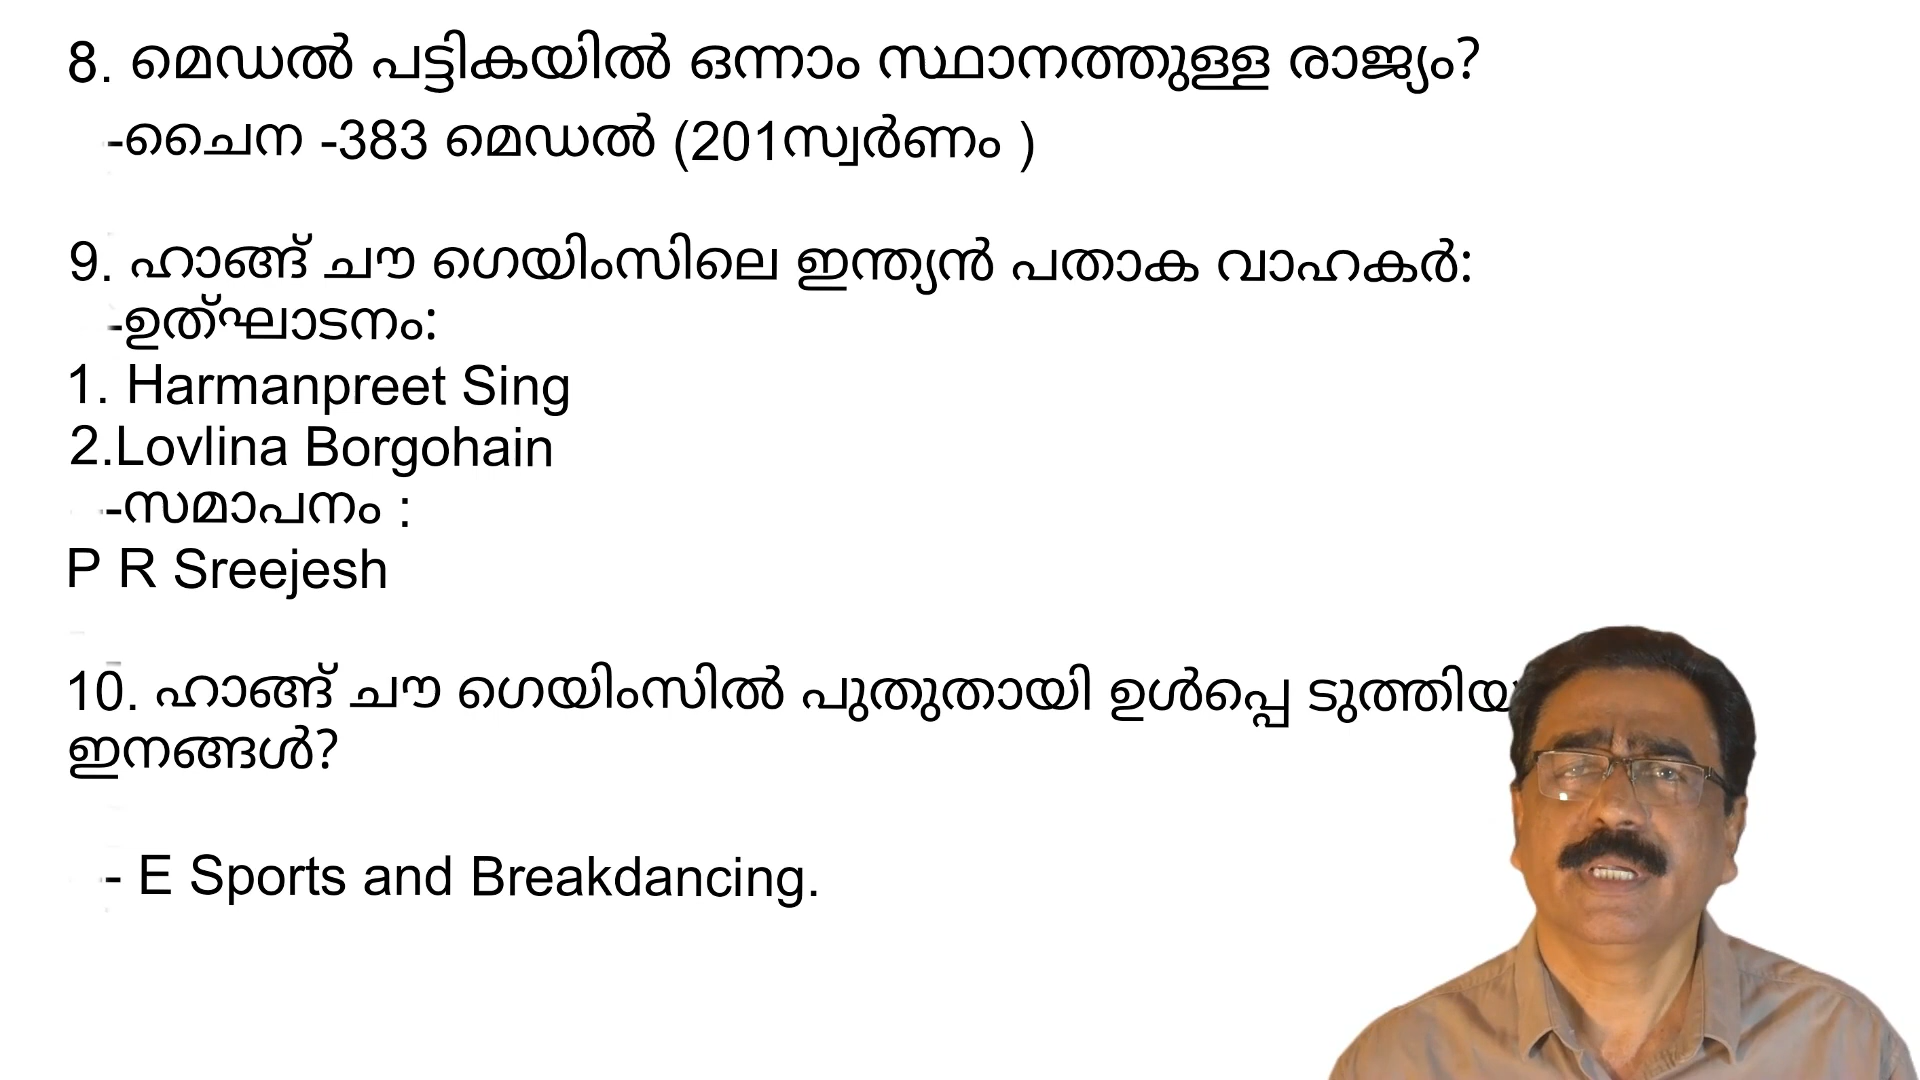 8. മെഡൽ പട്ടികയിൽ ഒന്നാം സ്ഥാനത്തുള്ള രാജ്യം?
-ചൈന -383 മെഡൽ (201സ്വർണം )
9. ഹാങ്ങ് ചൗ ഗെയിംസിലെ ഇന്ത്യൻ പതാക വാഹകർ:
-ഉത്ഘാടനം:
1. Harmanpreet Sing
2.Lovlina Borgohain
-സമാപനം :
P R Sreejesh
10. ഹാങ്ങ് ചൗ ഗെയിംസിൽ പുതുതായി ഉൾപ്പെ ടുത്തിയ
ഇനങ്ങൾ?
- E Sports and Breakdancing.